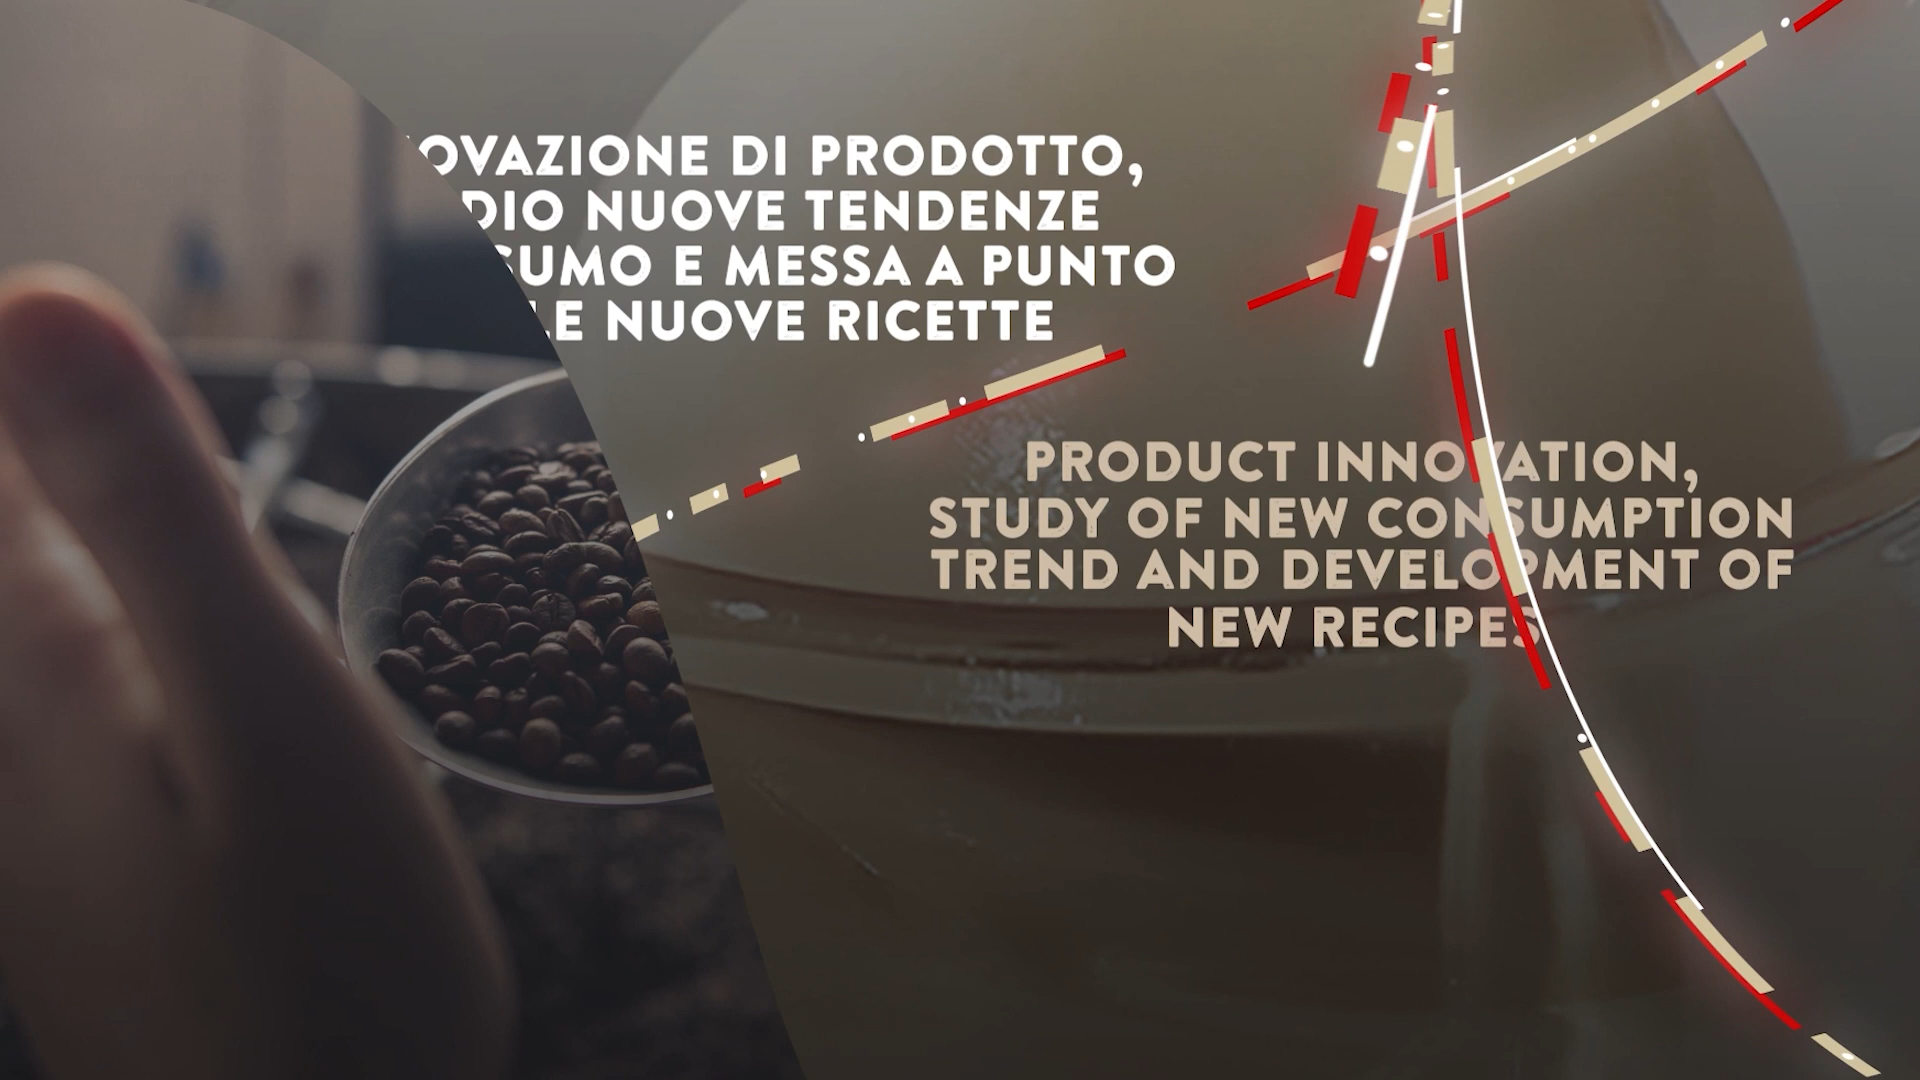 OVAZIONE DI PRODOTTO,
DIO NUOVE TENDENZE
SUMO E MESSA A PUNTO
LE NUOVE RICETTE
PRODUCT INNOVATION,
STUDY OF NEW CONSUMPTION
TREND AND DEVELOPMENT OF
NEW RECIPES